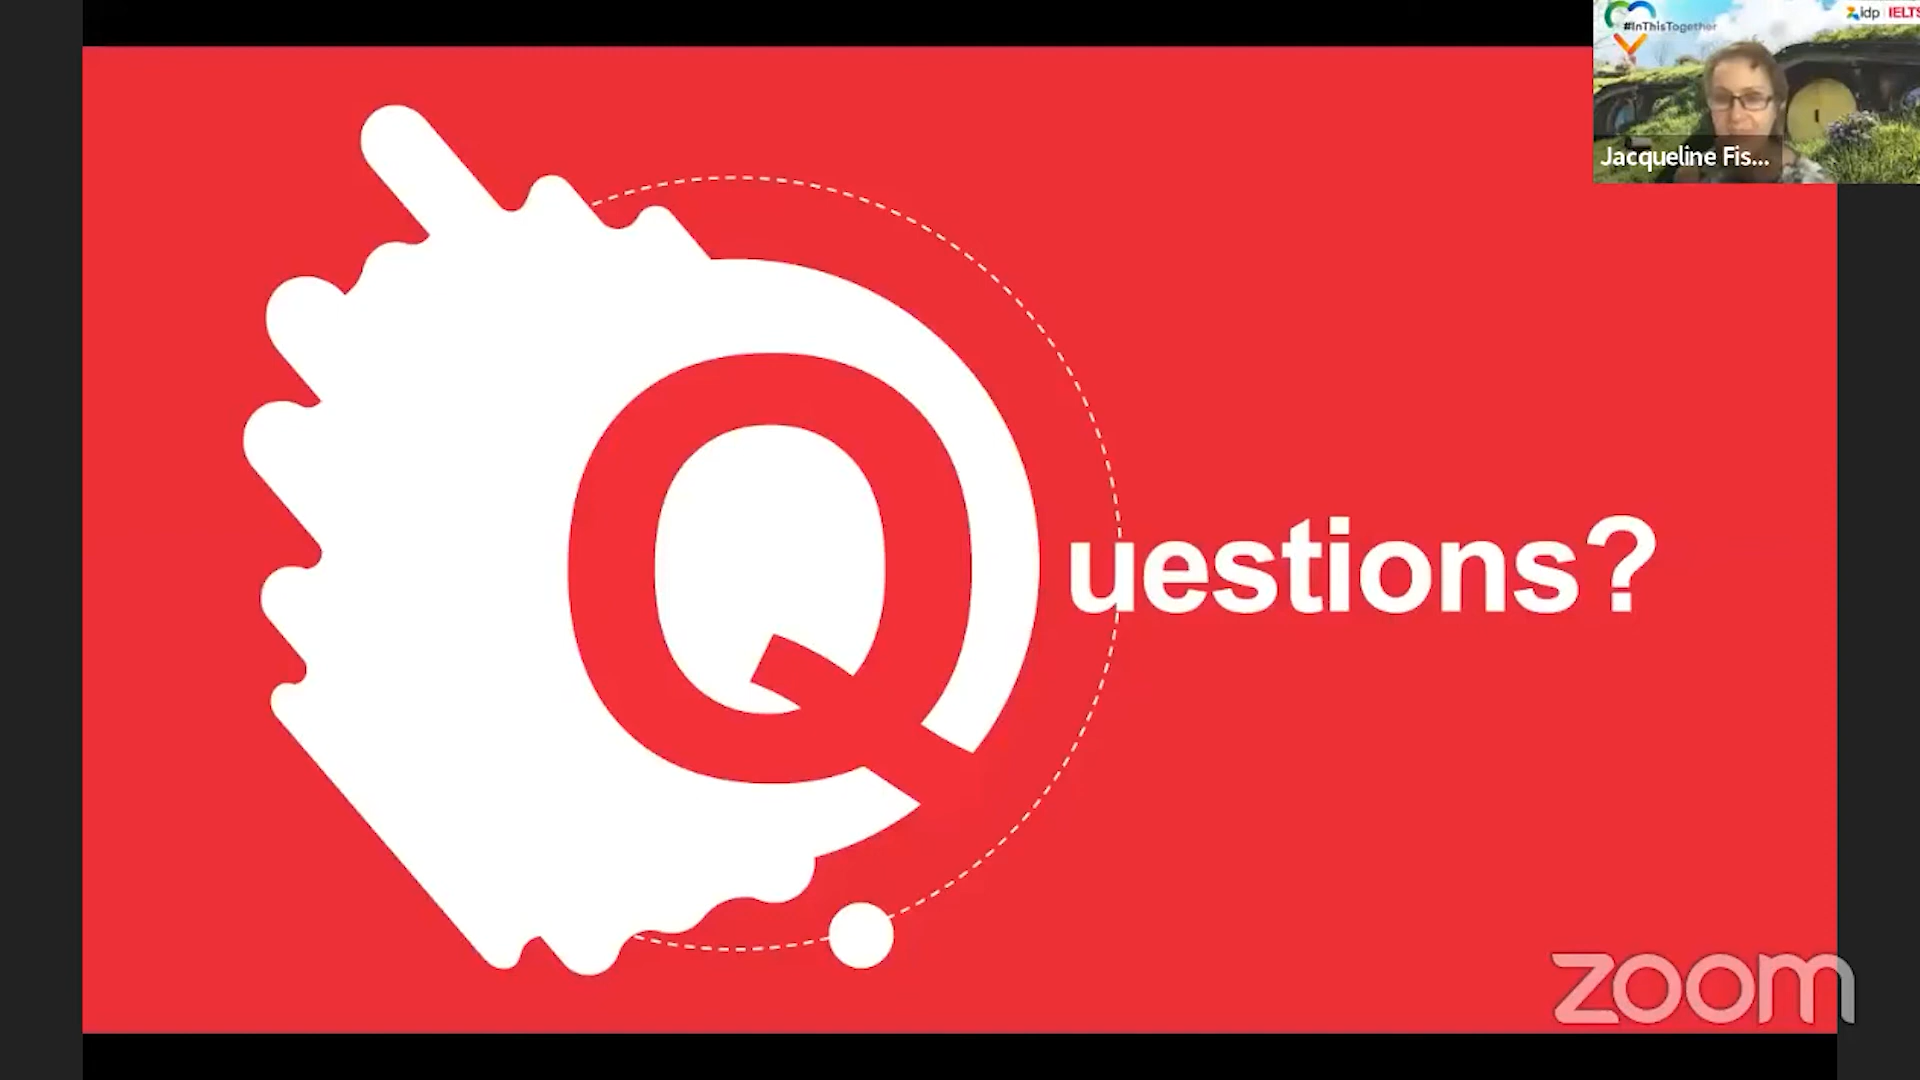 #InThisTogether
idp IELTS
Jacqueline Fis...
Questions?
zoom